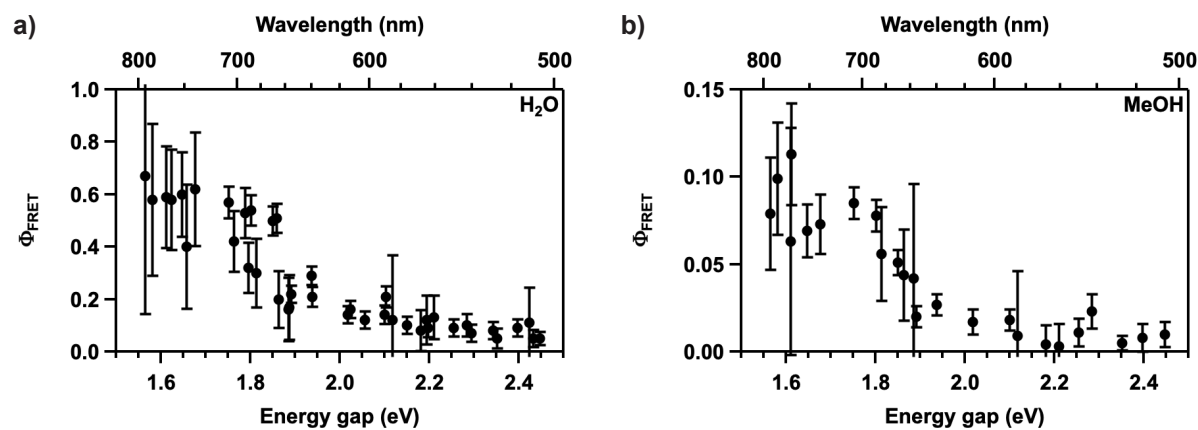 a)
Wavelength (nm)
800 700 600 500
1.0
0.8
0.6
0.4
0.2
0.0
H₂O
Φ_FRET
1.6 1.8 2.0 2.2 2.4
Energy gap (eV)
b)
Wavelength (nm)
800 700 600 500
0.15
0.10
0.05
0.00
MeOH
Φ_FRET
1.6 1.8 2.0 2.2 2.4
Energy gap (eV)